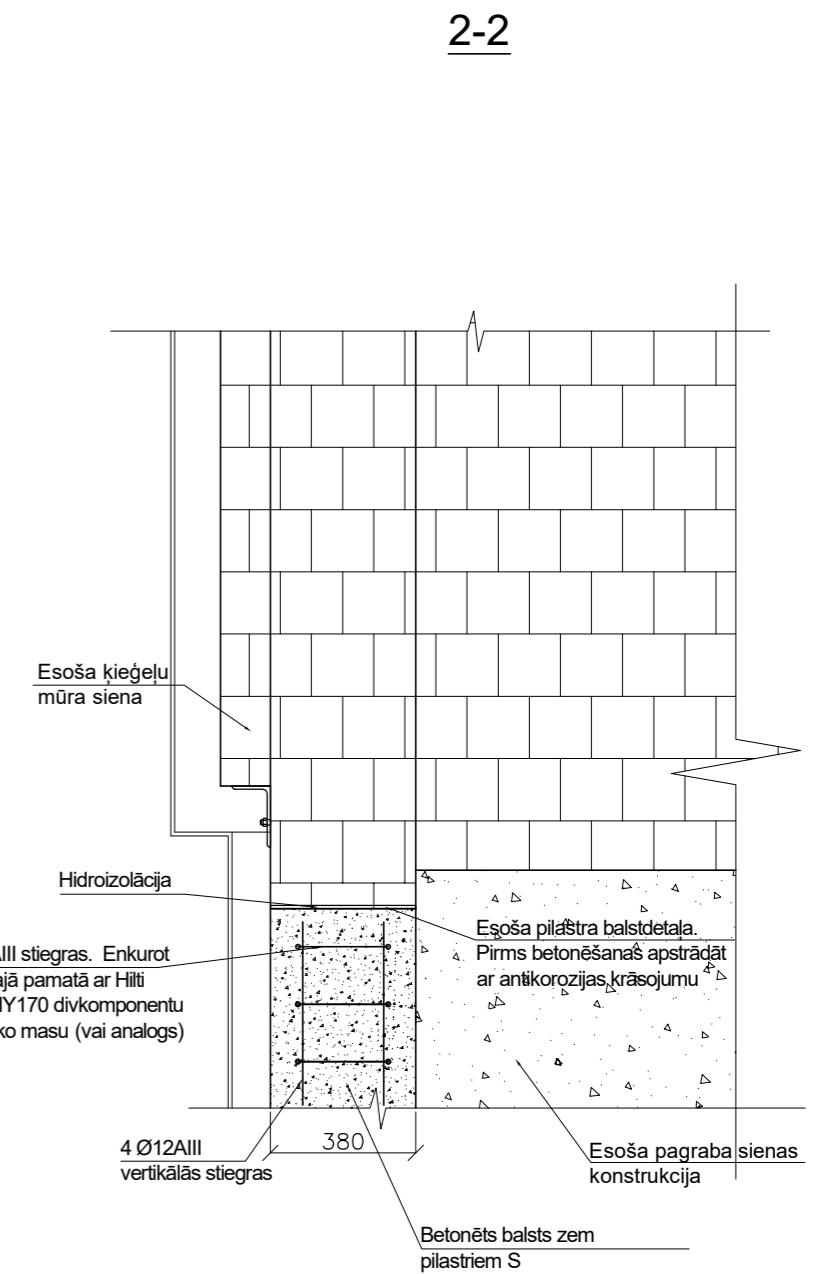 2-2
Esoša ķieģeļu
mūra siena
Hidroizolācija
Esoša pilastra balstdetaļa.
Pirms betonēšanas apstrādāt
ar antikorozijas krāsojumu
AIII stiegras. Enkurot
ajā pamatā ar Hilti
HY170 divkomponentu
ko masu (vai analogs)
4 Ø12AIII
vertikālās stiegras
380
Esoša pagraba sienas
konstrukcija
Betonēts balsts zem
pilastriem S